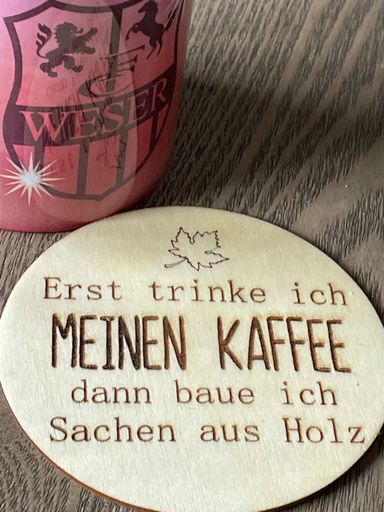 WESER
Erst trinke ich
MEINEN KAFFEE
dann baue ich
Sachen aus Holz